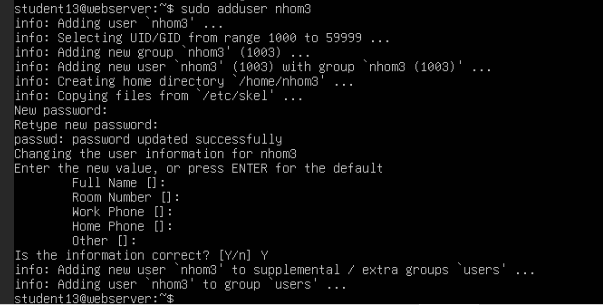 student13@webserver:~$ sudo adduser nhom3
info: Adding user `nhom3' ...
info: Selecting UID/GID from range 1000 to 59999 ...
info: Adding new group `nhom3' (1003) ...
info: Adding new user `nhom3' (1003) with group `nhom3 (1003)' ...
info: Creating home directory `/home/nhom3' ...
info: Copying files from `/etc/skel' ...
New password:
Retype new password:
passwd: password updated successfully
Changing the user information for nhom3
Enter the new value, or press ENTER for the default
Full Name []:
Room Number []:
Work Phone []:
Home Phone []:
Other []:
Is the information correct? [Y/n] Y
info: Adding new user `nhom3' to supplemental / extra groups `users' ...
info: Adding user `nhom3' to group `users' ...
student13@webserver:~$